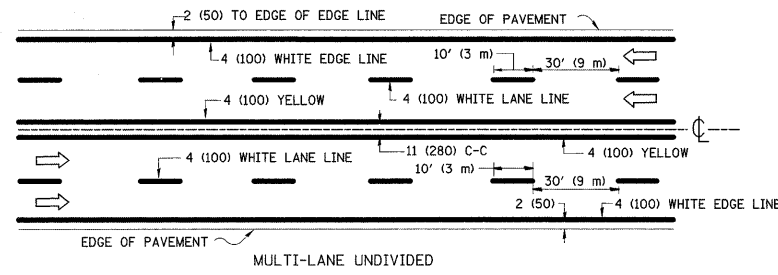 2 (50) TO EDGE OF EDGE LINE
EDGE OF PAVEMENT
4 (100) WHITE EDGE LINE
10' (3 m)
30' (9 m)
4 (100) YELLOW
4 (100) WHITE LANE LINE
℄
4 (100) WHITE LANE LINE
11 (280) C-C
4 (100) YELLOW
10' (3 m)
30' (9 m)
2 (50)
4 (100) WHITE EDGE LINE
EDGE OF PAVEMENT
MULTI-LANE UNDIVIDED